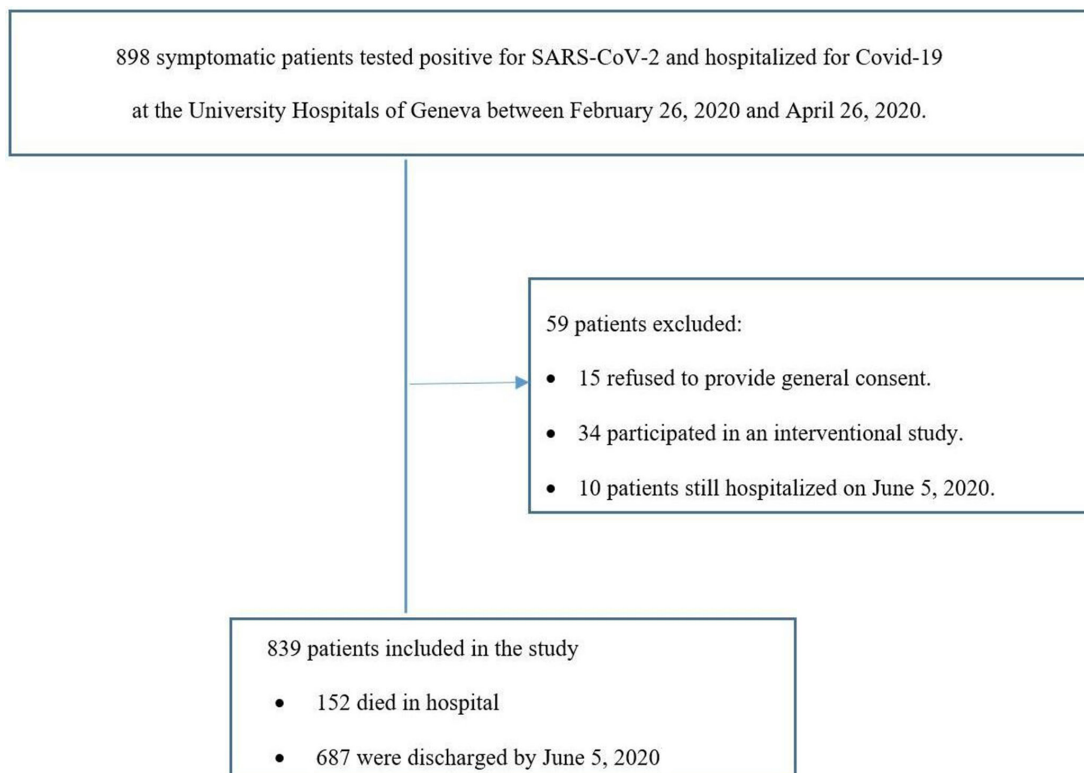 898 symptomatic patients tested positive for SARS-CoV-2 and hospitalized for Covid-19
at the University Hospitals of Geneva between February 26, 2020 and April 26, 2020.
59 patients excluded:
• 15 refused to provide general consent.
• 34 participated in an interventional study.
• 10 patients still hospitalized on June 5, 2020.
839 patients included in the study
• 152 died in hospital
• 687 were discharged by June 5, 2020